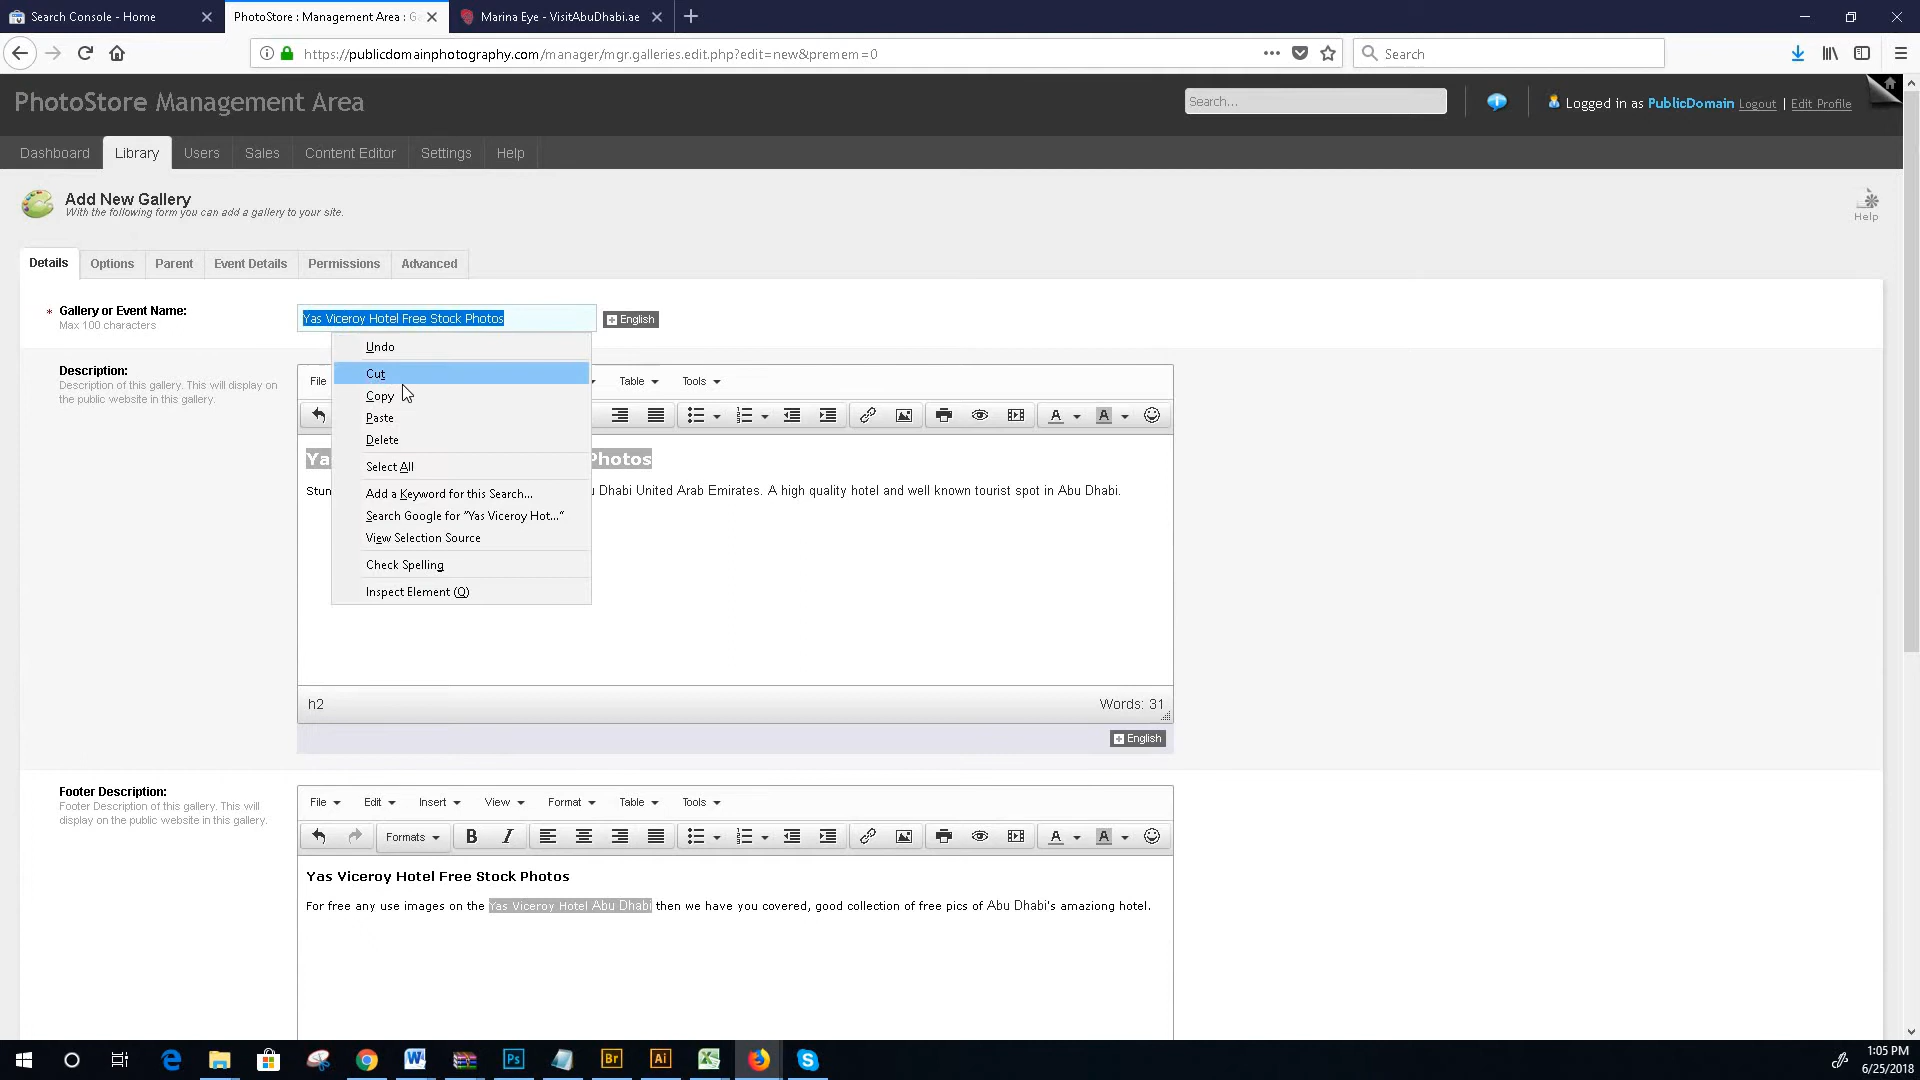 Search Console - Home
PhotoStore : Management Area : Ga
Marina Eye - VisitAbuDhabi.ae
https://publicdomainphotography.com/manager/mgr.galleries.edit.php?edit=new&premem=0
Search
PhotoStore Management Area
Search...
Logged in as PublicDomain Logout | Edit Profile
Dashboard Library Users Sales Content Editor Settings Help
Add New Gallery
With the following form you can add a gallery to your site.
Help
Details Options Parent Event Details Permissions Advanced
* Gallery or Event Name:
Max 100 characters
Yas Viceroy Hotel Free Stock Photos
English
Undo
Cut
Copy
Paste
Delete
Select All
Add a Keyword for this Search...
Search Google for “Yas Viceroy Hot...”
View Selection Source
Check Spelling
Inspect Element (Q)
Description:
Description of this gallery. This will display on
the public website in this gallery.
File Table Tools
A A
Ya Photos
Stun u Dhabi United Arab Emirates. A high quality hotel and well known tourist spot in Abu Dhabi.
h2 Words: 31
English
Footer Description:
Footer Description of this gallery. This will
display on the public website in this gallery.
File Edit Insert View Format Table Tools
Formats B I A A
Yas Viceroy Hotel Free Stock Photos
For free any use images on the Yas Viceroy Hotel Abu Dhabi then we have you covered, good collection of free pics of Abu Dhabi's amaziong hotel.
Ps Br Ai
1:05 PM
6/25/2018